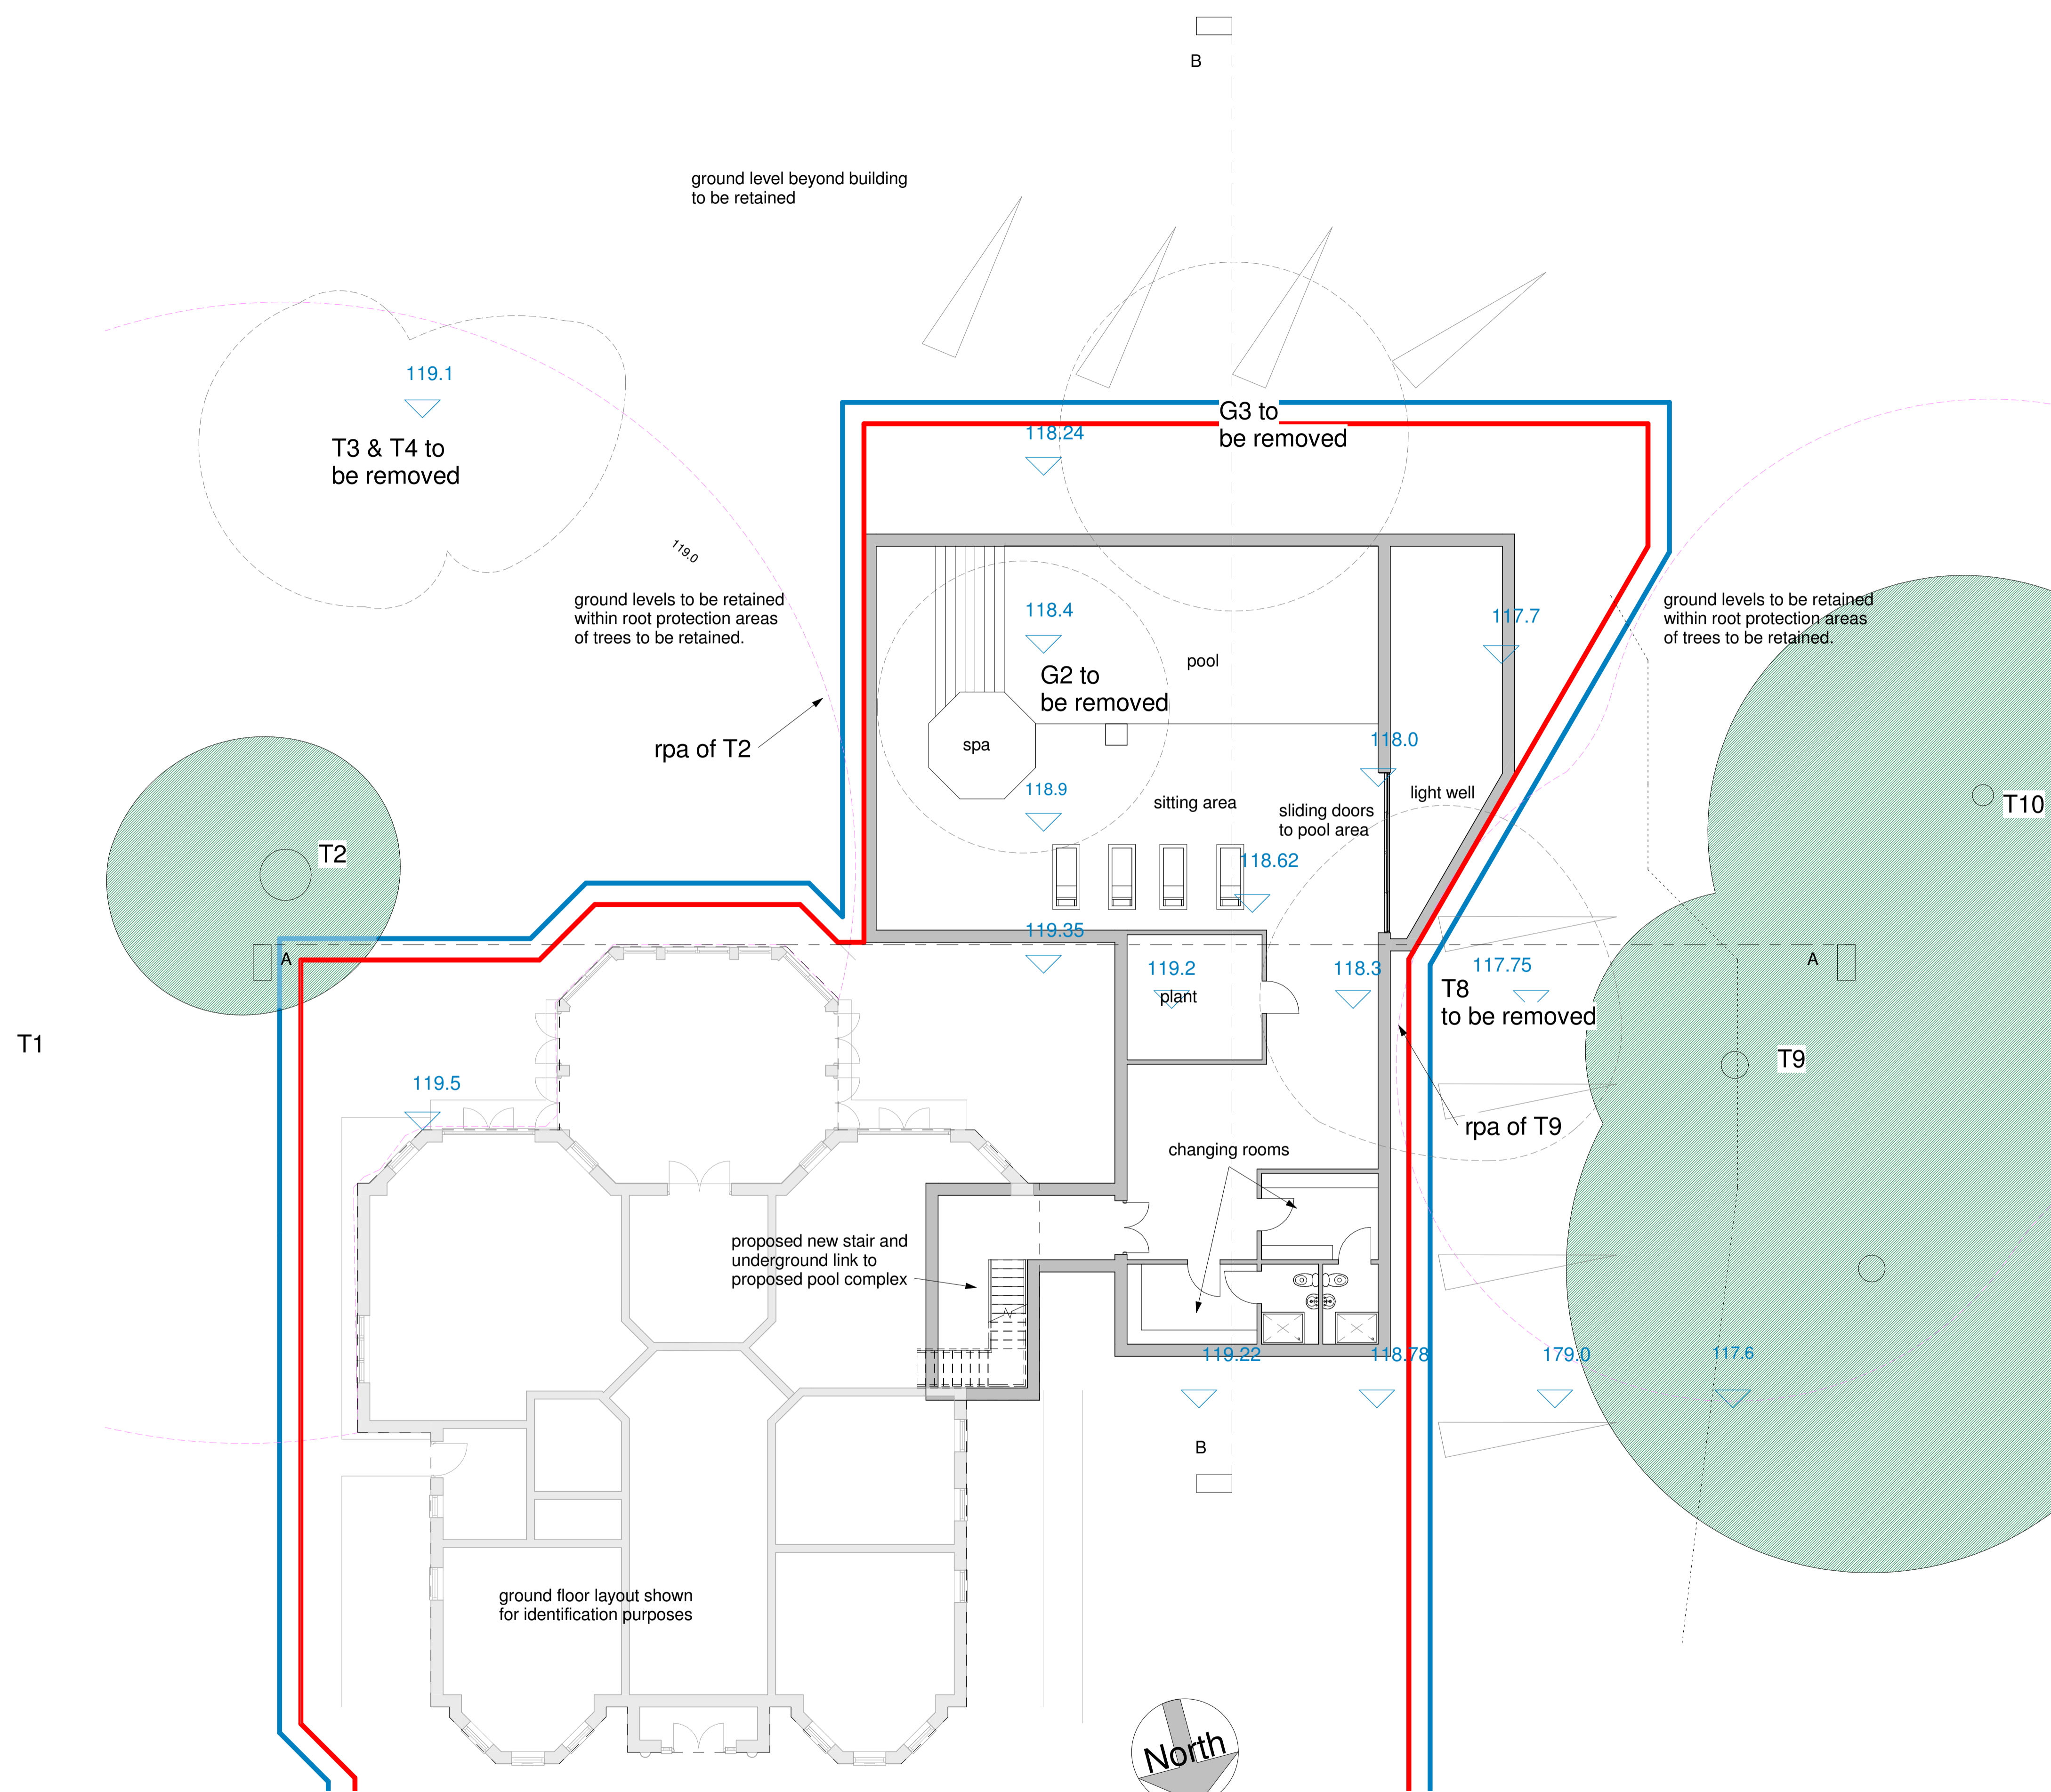 B
ground level beyond building
to be retained
119.1
T3 & T4 to
be removed
G3 to
be removed
118.24
119.0
ground levels to be retained
within root protection areas
of trees to be retained.
118.4
117.7
ground levels to be retained
within root protection areas
of trees to be retained.
pool
G2 to
be removed
rpa of T2
spa
118.0
118.9
sitting area
sliding doors
to pool area
light well
T10
T2
118.62
119.35
A
119.2
plant
118.3
117.75
A
T8
to be removed
T1
T9
119.5
rpa of T9
changing rooms
proposed new stair and
underground link to
proposed pool complex
119.22
118.78
179.0
117.6
B
ground floor layout shown
for identification purposes
North